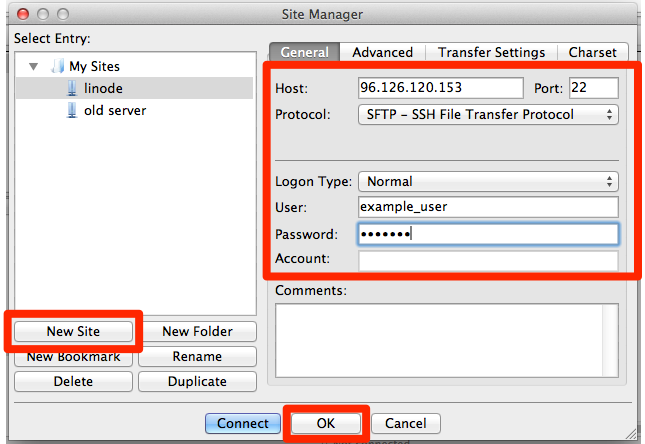 Site Manager
Select Entry:
My Sites
linode
old server
New Site
New Folder
New Bookmark
Rename
Delete
Duplicate
General
Advanced
Transfer Settings
Charset
Host:
96.126.120.153
Port:
22
Protocol:
SFTP - SSH File Transfer Protocol
Logon Type:
Normal
User:
example_user
Password:
•••••••
Account:
Comments:
Connect
OK
Cancel